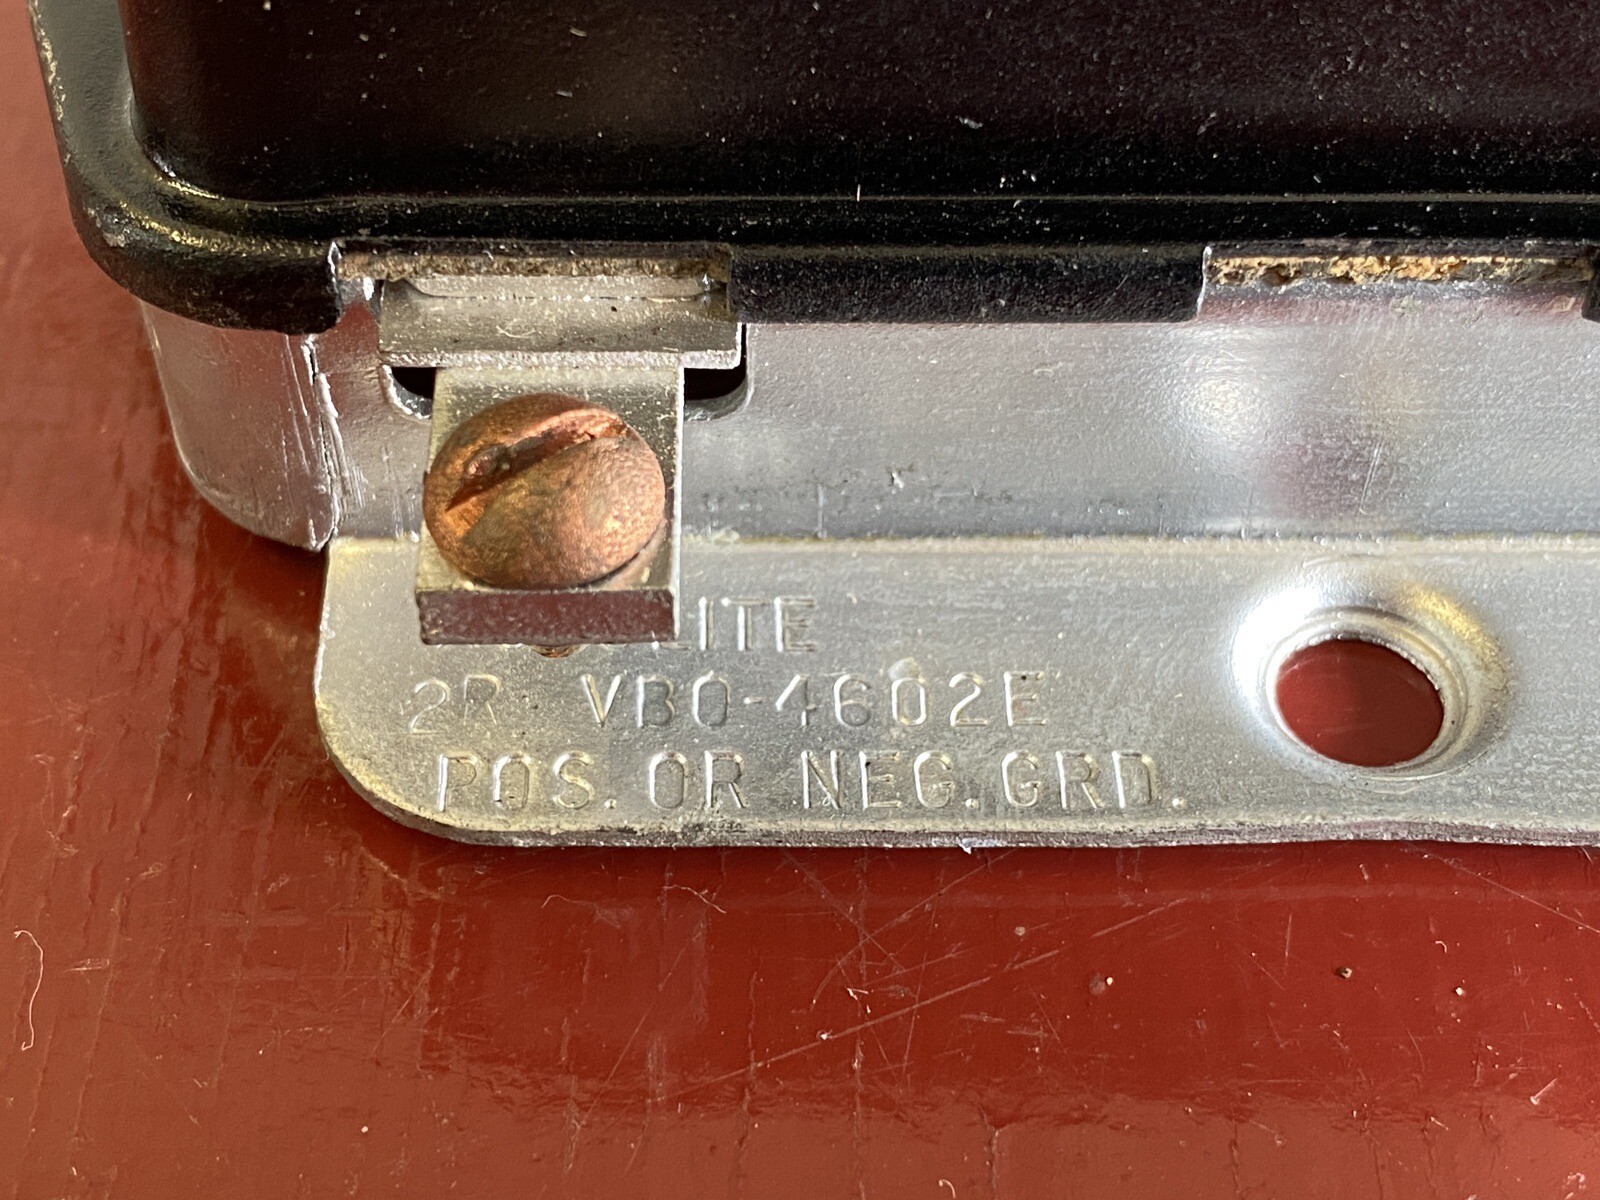 LITE
2R VBO-4602E
POS. OR NEG. GRD.